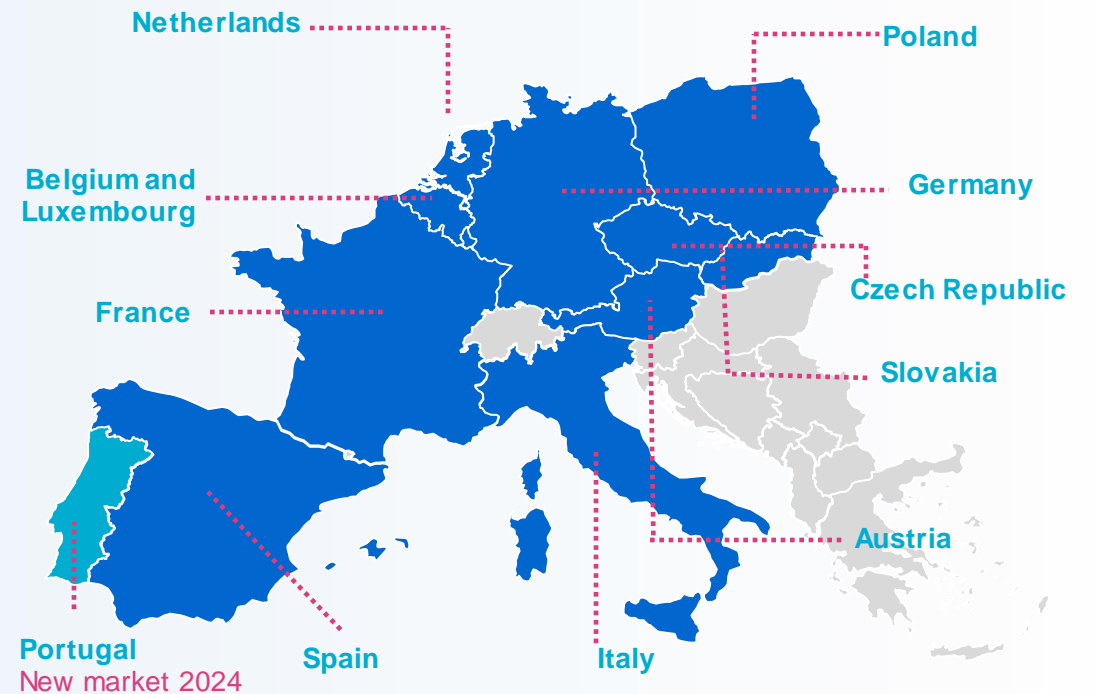 Netherlands
Poland
Belgium and
Luxembourg
Germany
Czech Republic
France
Slovakia
Austria
Portugal
New market 2024
Spain
Italy